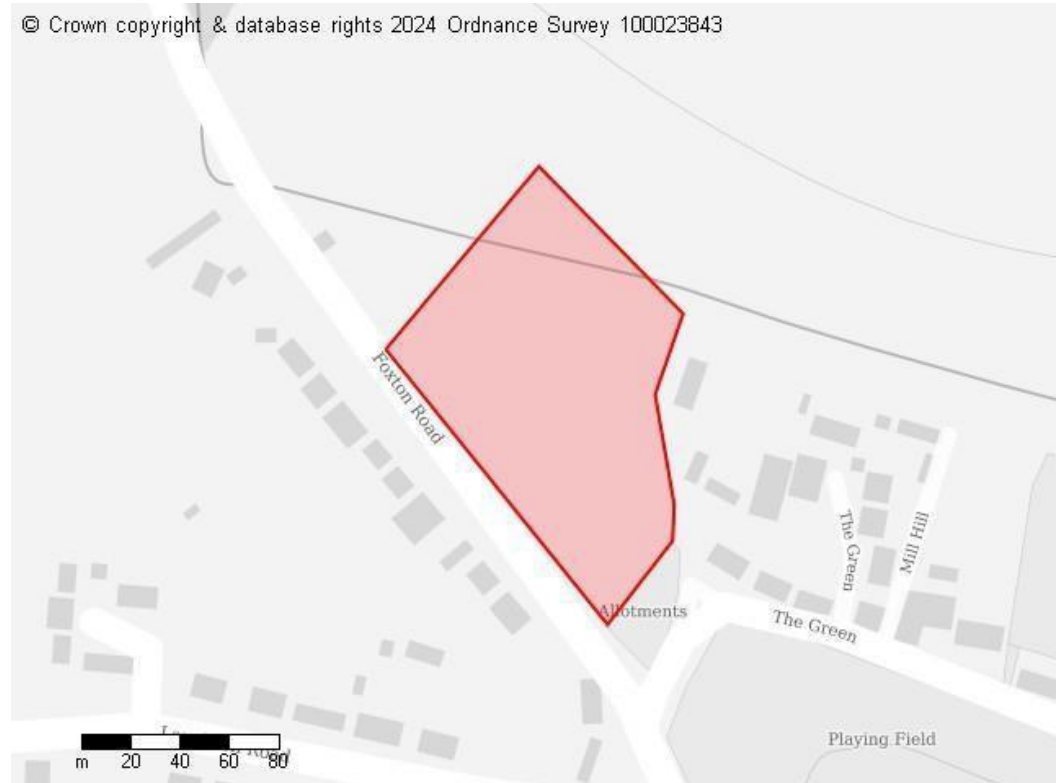 © Crown copyright & database rights 2024 Ordnance Survey 100023843
Foxton Road
Allotments
The Green
The Green
Mill Hill
Playing Field
Road
m 20 40 60 80